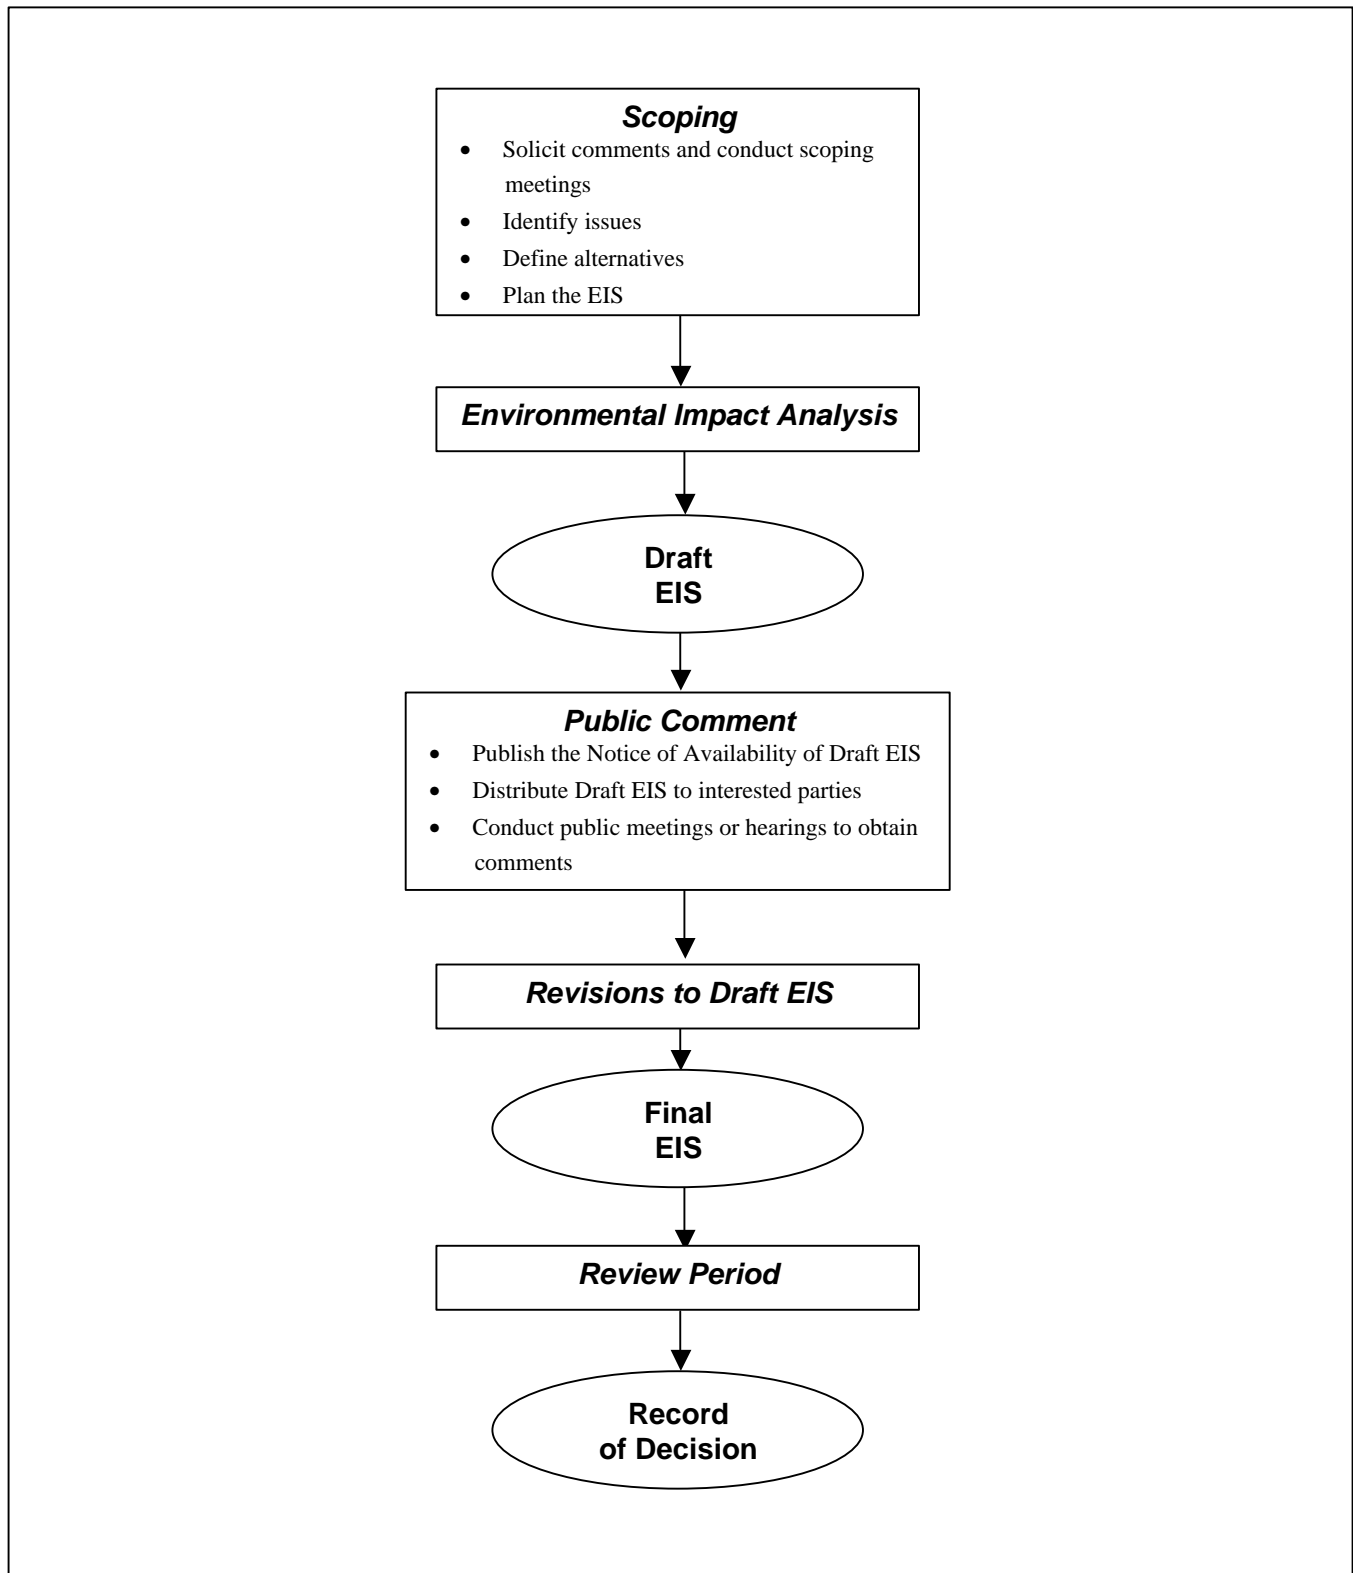 Scoping
• Solicit comments and conduct scoping
meetings
• Identify issues
• Define alternatives
• Plan the EIS
Environmental Impact Analysis
Draft
EIS
Public Comment
• Publish the Notice of Availability of Draft EIS
• Distribute Draft EIS to interested parties
• Conduct public meetings or hearings to obtain
comments
Revisions to Draft EIS
Final
EIS
Review Period
Record
of Decision